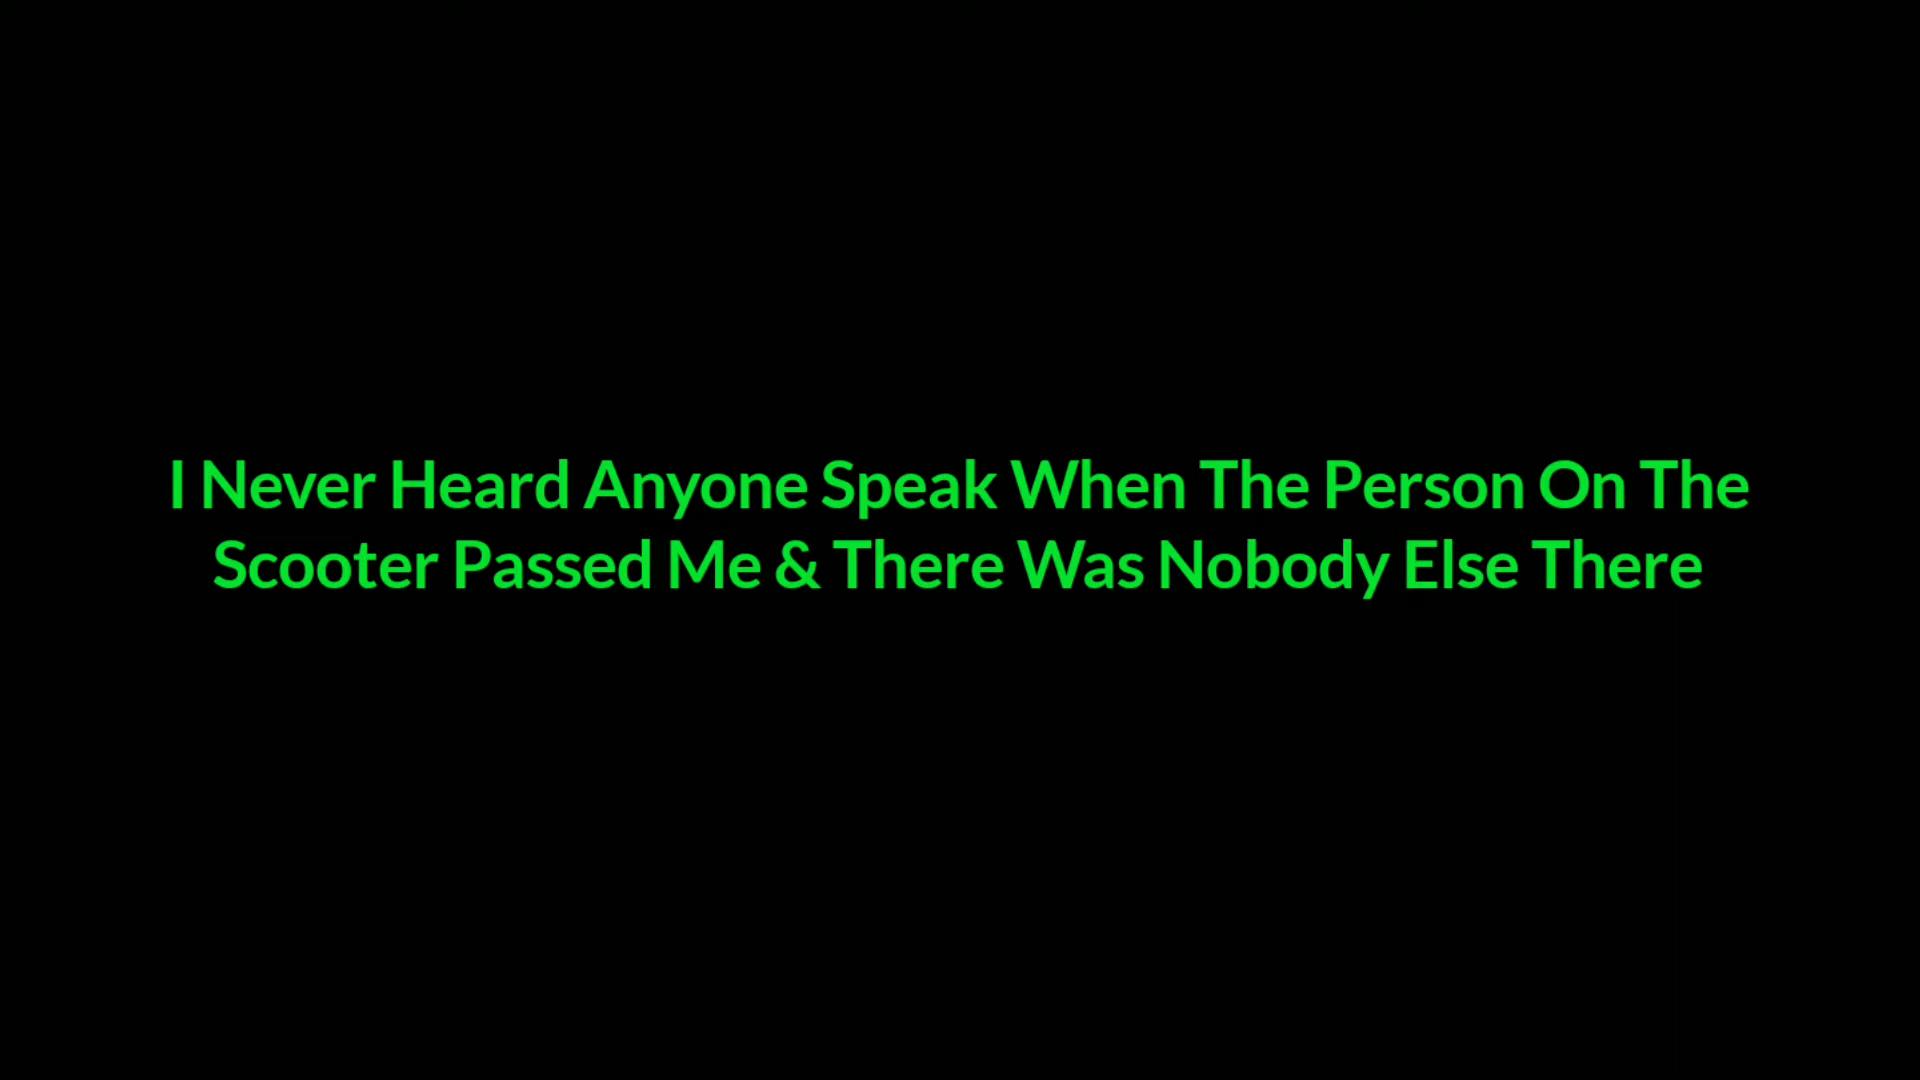 I Never Heard Anyone Speak When The Person On The
Scooter Passed Me & There Was Nobody Else There